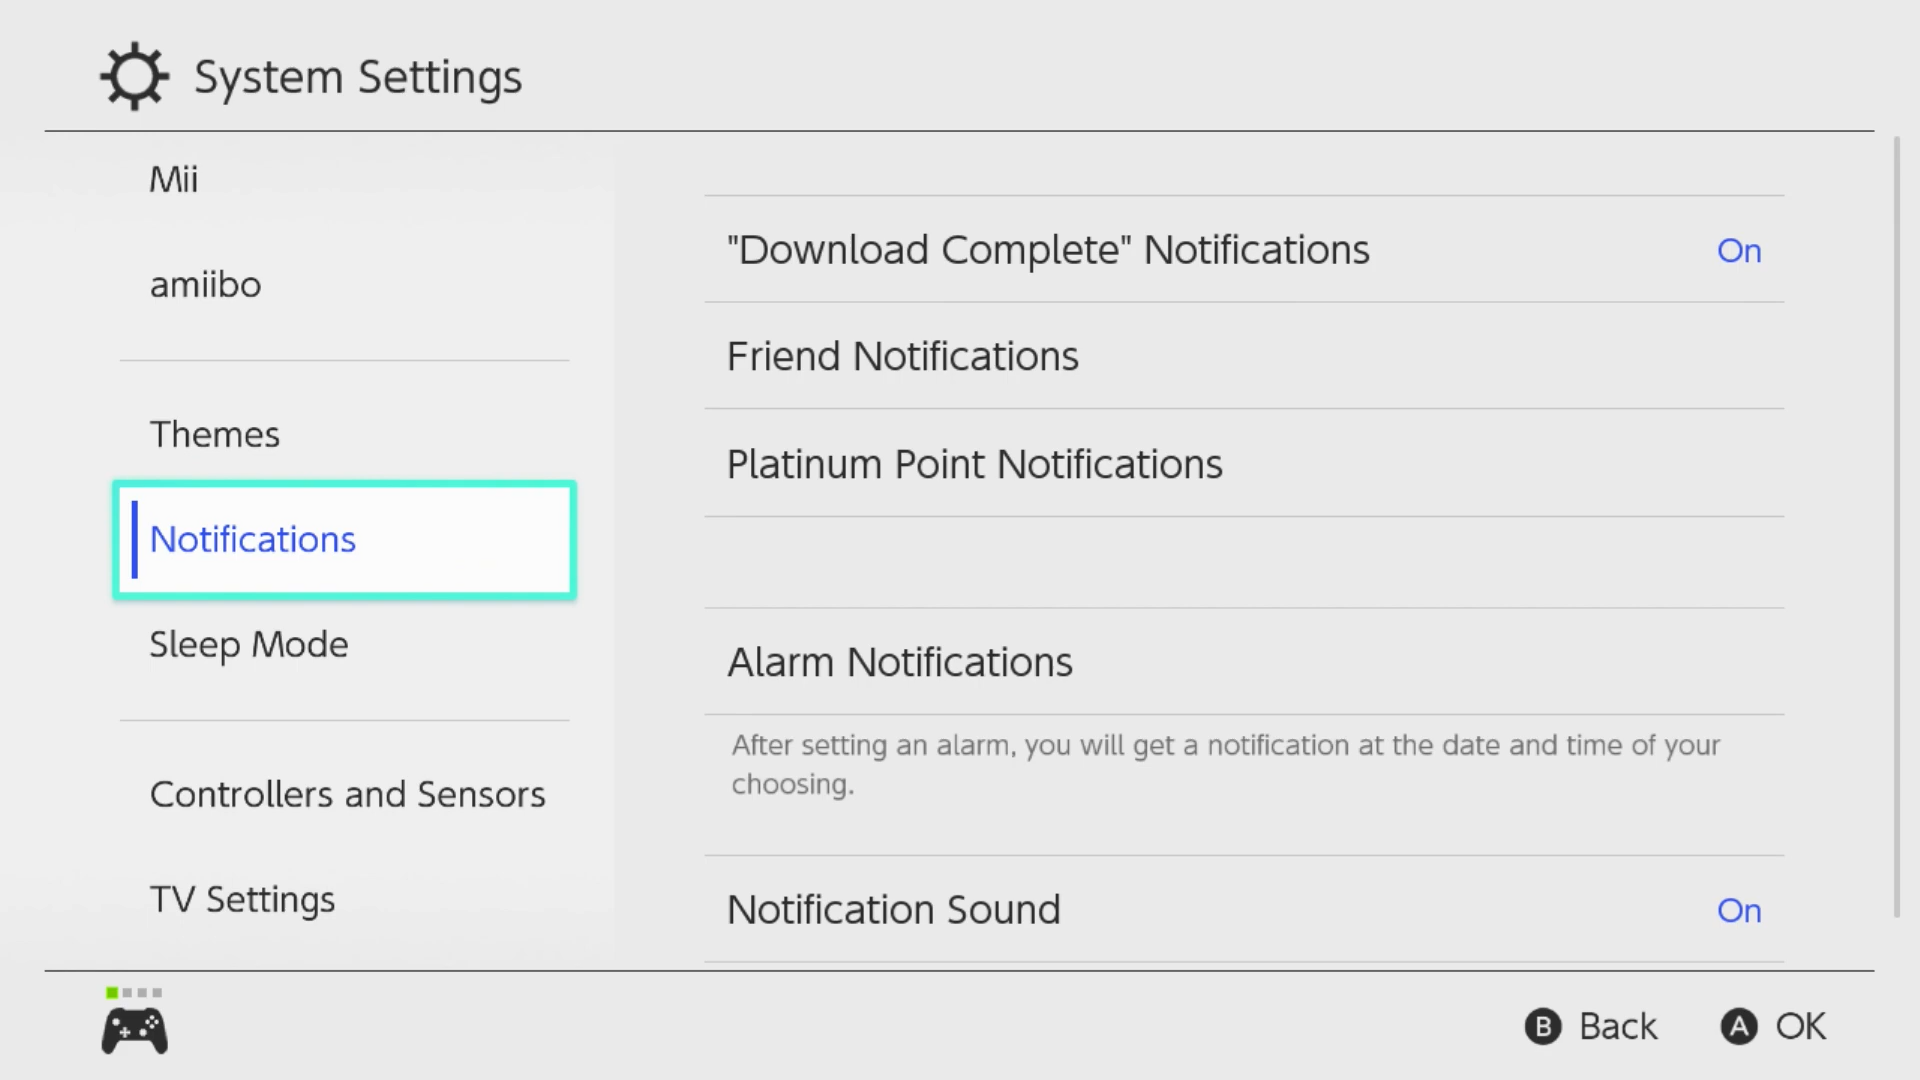 System Settings
Mii
amiibo
Themes
Notifications
Sleep Mode
Controllers and Sensors
TV Settings
"Download Complete" Notifications On
Friend Notifications
Platinum Point Notifications
Alarm Notifications
After setting an alarm, you will get a notification at the date and time of your
choosing.
Notification Sound On
B Back A OK